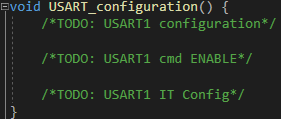 void USART_configuration() {
/*TODO: USART1 configuration*/
/*TODO: USART1 cmd ENABLE*/
/*TODO: USART1 IT Config*/
}